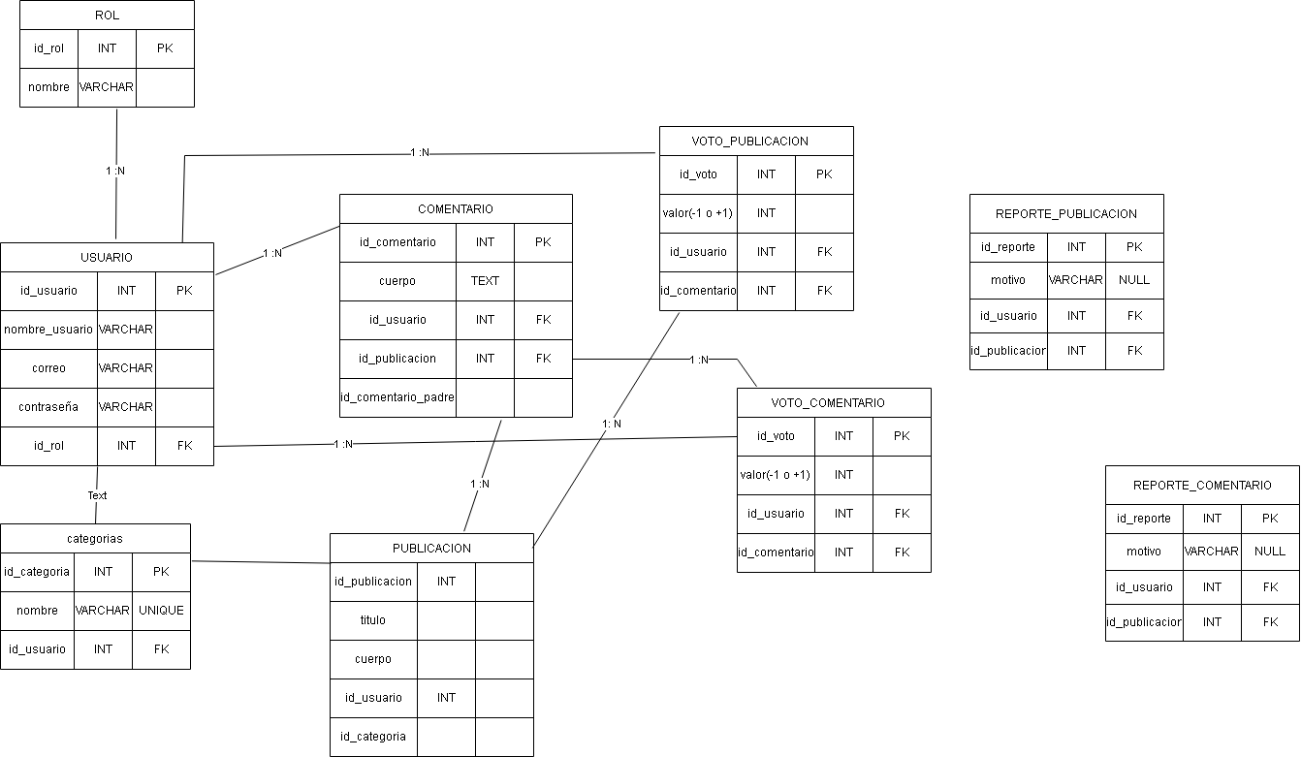 ROL
id_rol INT PK
nombre VARCHAR
1 :N
1 :N
VOTO_PUBLICACION
id_voto INT PK
valor(-1 o +1) INT
id_usuario INT FK
id_comentario INT FK
COMENTARIO
id_comentario INT PK
cuerpo TEXT
id_usuario INT FK
id_publicacion INT FK
id_comentario_padre
REPORTE_PUBLICACION
id_reporte INT PK
motivo VARCHAR NULL
id_usuario INT FK
id_publicacion INT FK
1 :N
USUARIO
id_usuario INT PK
nombre_usuario VARCHAR
correo VARCHAR
contraseña VARCHAR
id_rol INT FK
1 :N
VOTO_COMENTARIO
id_voto INT PK
valor(-1 o +1) INT
id_usuario INT FK
id_comentario INT FK
1: N
1 :N
1 :N
Text
REPORTE_COMENTARIO
id_reporte INT PK
motivo VARCHAR NULL
id_usuario INT FK
id_publicacion INT FK
categorias
id_categoria INT PK
nombre VARCHAR UNIQUE
id_usuario INT FK
PUBLICACION
id_publicacion INT
titulo
cuerpo
id_usuario INT
id_categoria